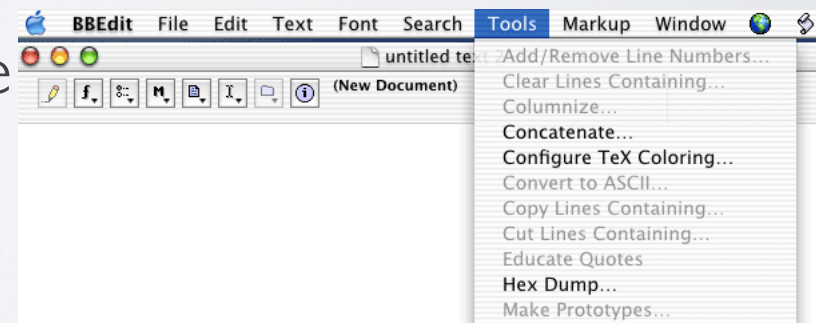 BBEdit File Edit Text Font Search Tools Markup Window
e
untitled te 2
(New Document)
Add/Remove Line Numbers...
Clear Lines Containing...
Columnize...
Concatenate...
Configure TeX Coloring...
Convert to ASCII...
Copy Lines Containing...
Cut Lines Containing...
Educate Quotes
Hex Dump...
Make Prototypes...